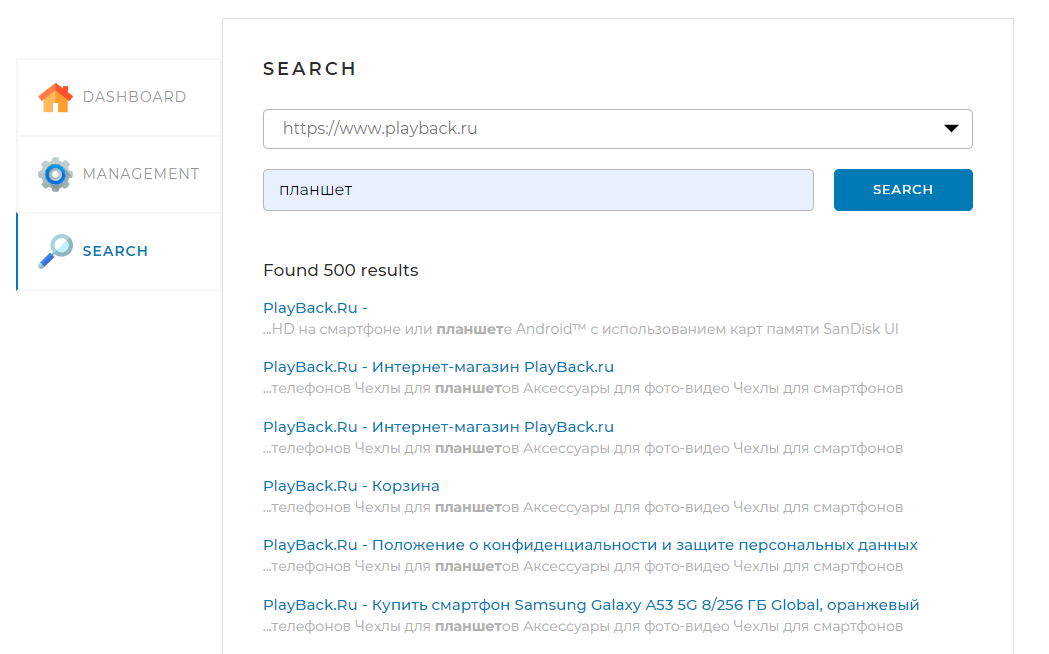 SEARCH
DASHBOARD
https://www.playback.ru
MANAGEMENT
планшет
SEARCH
SEARCH
Found 500 results
PlayBack.Ru -
...HD на смартфоне или планшете Android™ с использованием карт памяти SanDisk Ul
PlayBack.Ru - Интернет-магазин PlayBack.ru
...телефонов Чехлы для планшетов Аксессуары для фото-видео Чехлы для смартфонов
PlayBack.Ru - Интернет-магазин PlayBack.ru
...телефонов Чехлы для планшетов Аксессуары для фото-видео Чехлы для смартфонов
PlayBack.Ru - Корзина
...телефонов Чехлы для планшетов Аксессуары для фото-видео Чехлы для смартфонов
PlayBack.Ru - Положение о конфиденциальности и защите персональных данных
...телефонов Чехлы для планшетов Аксессуары для фото-видео Чехлы для смартфонов
PlayBack.Ru - Купить смартфон Samsung Galaxy A53 5G 8/256 ГБ Global, оранжевый
...телефонов Чехлы для планшетов Аксессуары для фото-видео Чехлы для смартфонов